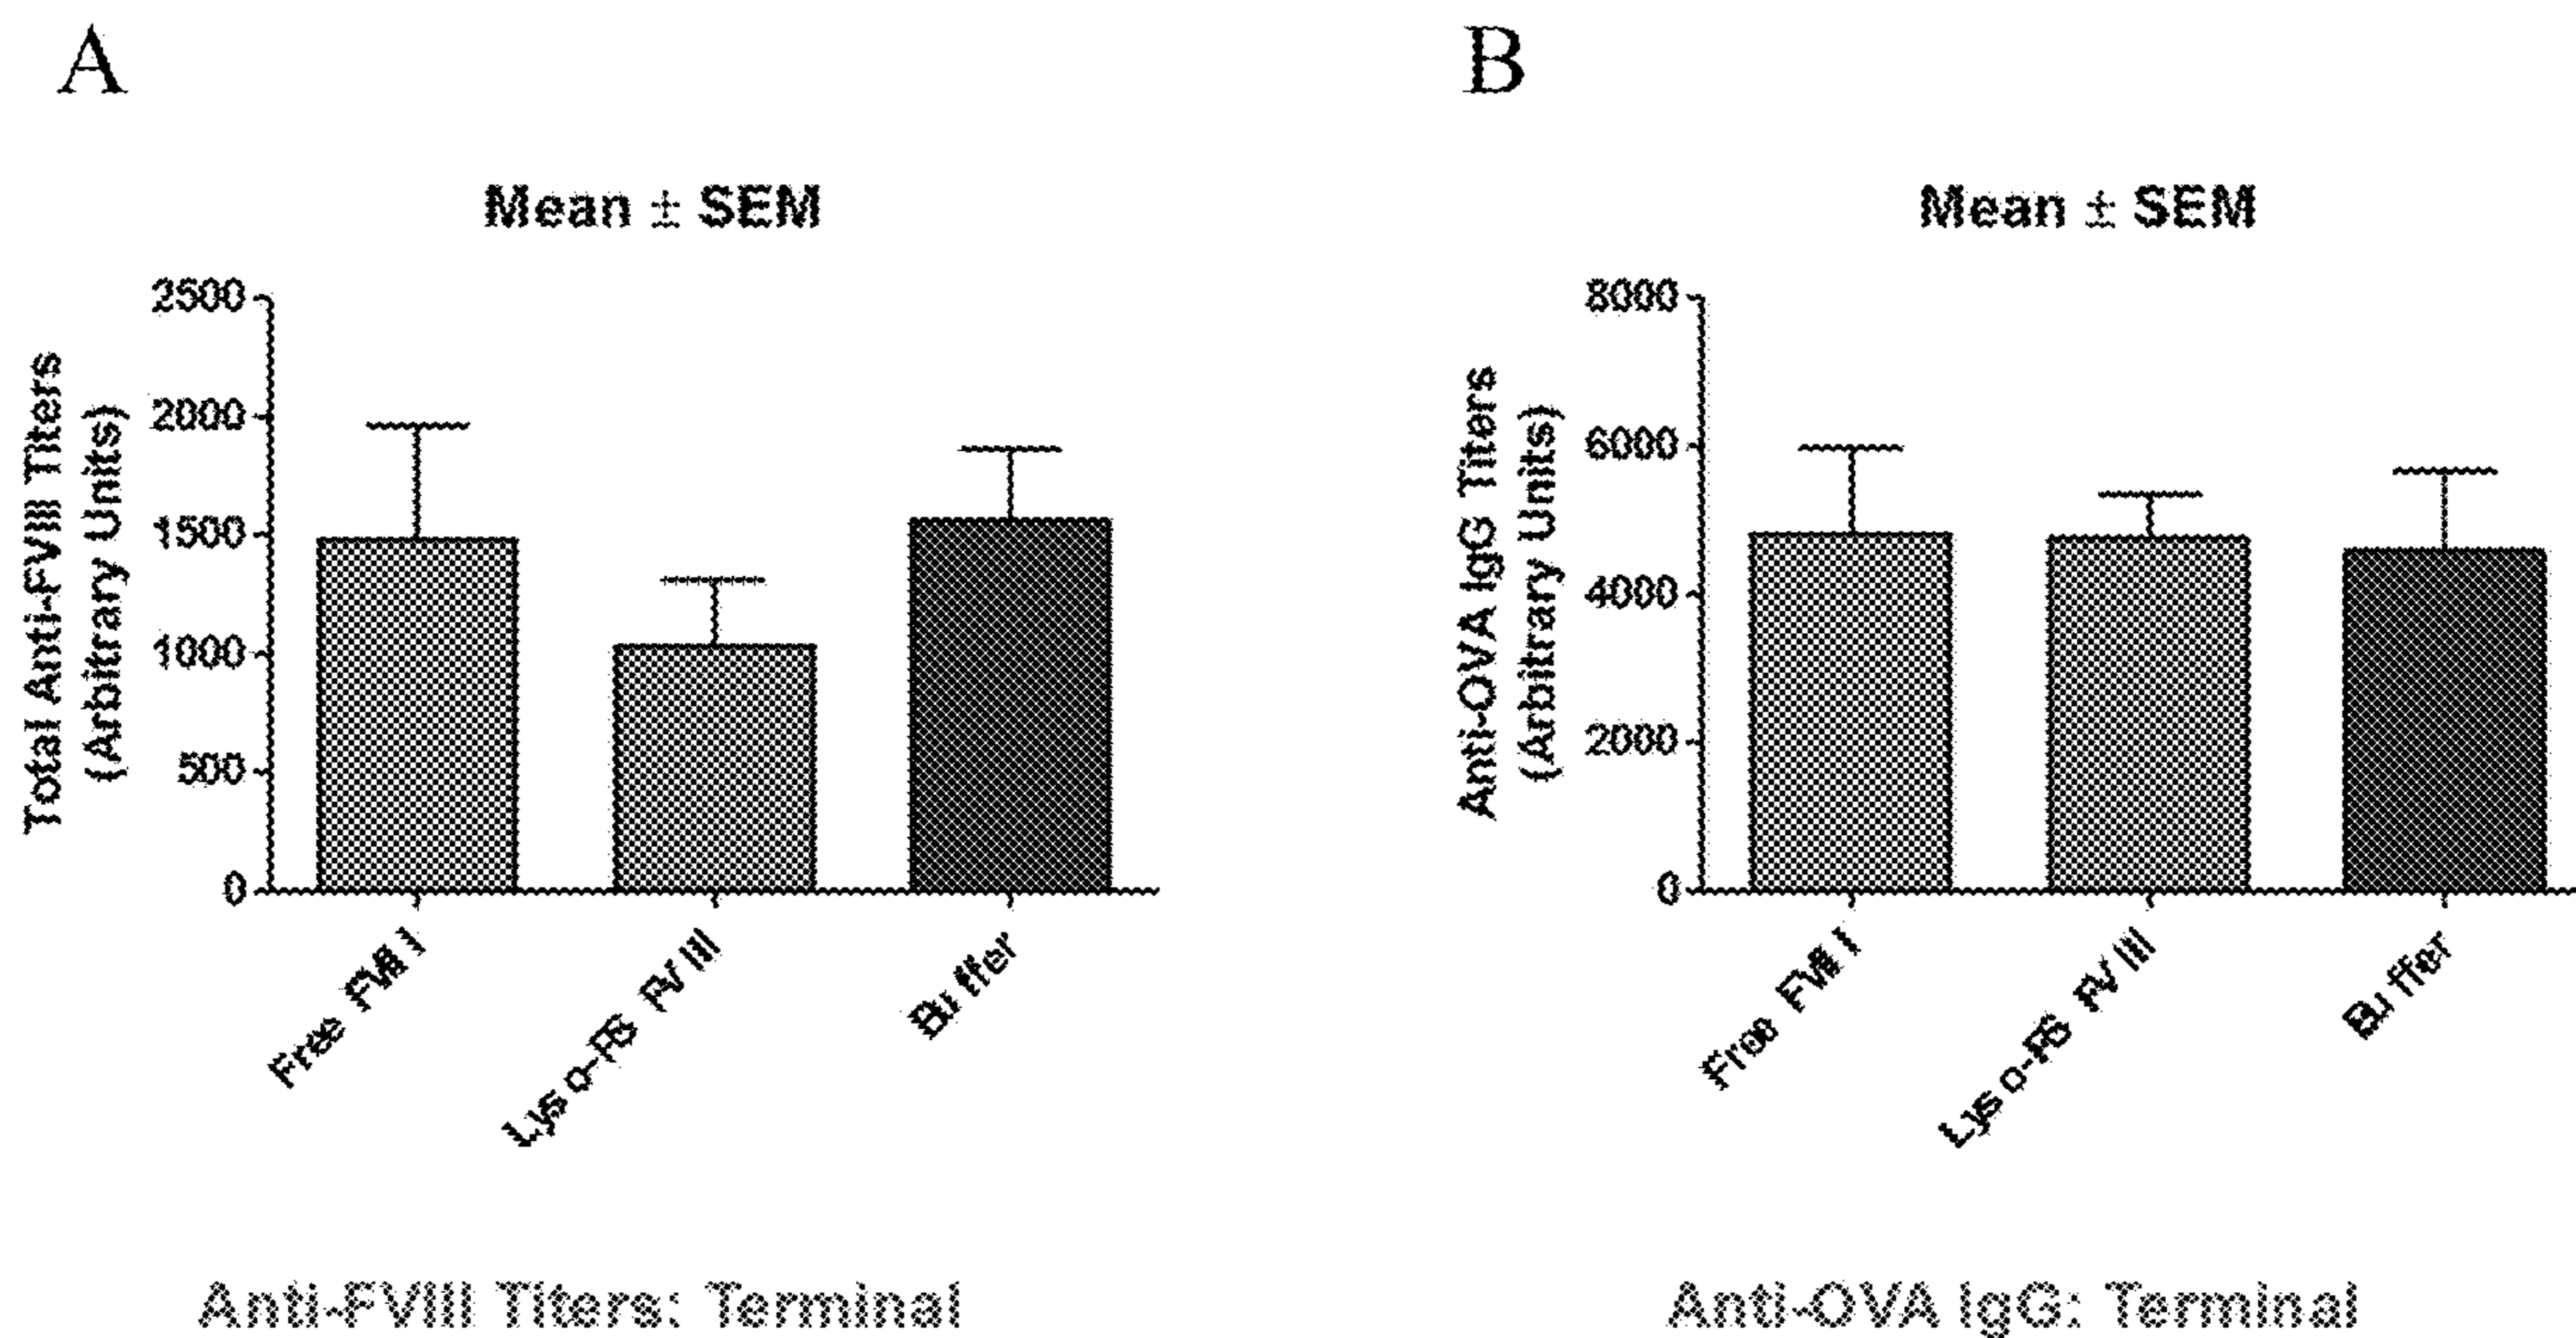 A
Mean ± SEM
Total Anti-FVIII Titers
(Arbitrary Units)
2500
2000
1500
1000
500
0
Free FVIII
Lyso-PS FVIII
Buffer
Anti-FVIII Titers: Terminal
B
Mean ± SEM
Anti-OVA IgG Titers
(Arbitrary Units)
8000
6000
4000
2000
0
Free FVIII
Lyso-PS FVIII
Buffer
Anti-OVA IgG: Terminal